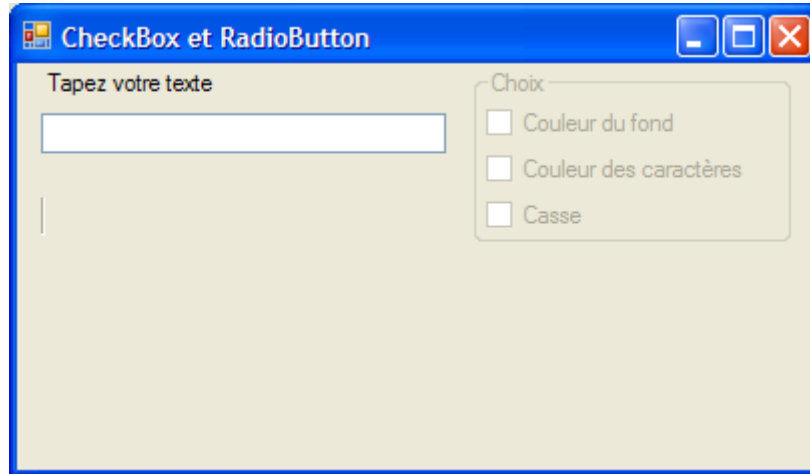 CheckBox et RadioButton
Tapez votre texte
Choix
Couleur du fond
Couleur des caractères
Casse